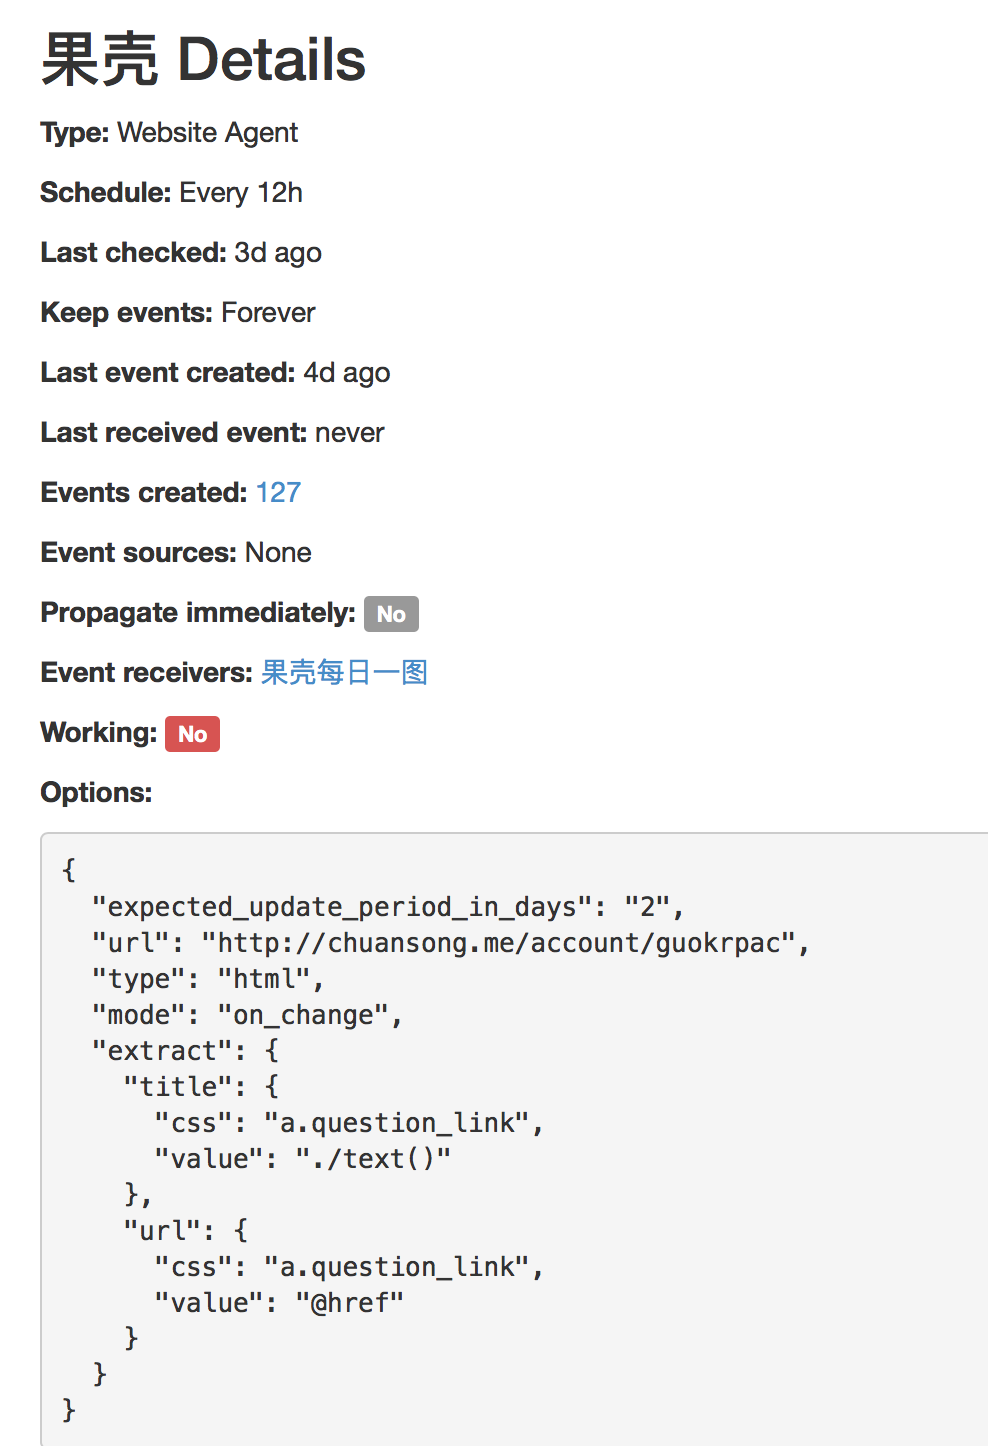 果壳 Details
Type: Website Agent
Schedule: Every 12h
Last checked: 3d ago
Keep events: Forever
Last event created: 4d ago
Last received event: never
Events created: 127
Event sources: None
Propagate immediately: No
Event receivers: 果壳每日一图
Working: No
Options:
{
  "expected_update_period_in_days": "2",
  "url": "http://chuansong.me/account/guokrpac",
  "type": "html",
  "mode": "on_change",
  "extract": {
    "title": {
      "css": "a.question_link",
      "value": "./text()"
    },
    "url": {
      "css": "a.question_link",
      "value": "@href"
    }
  }
}